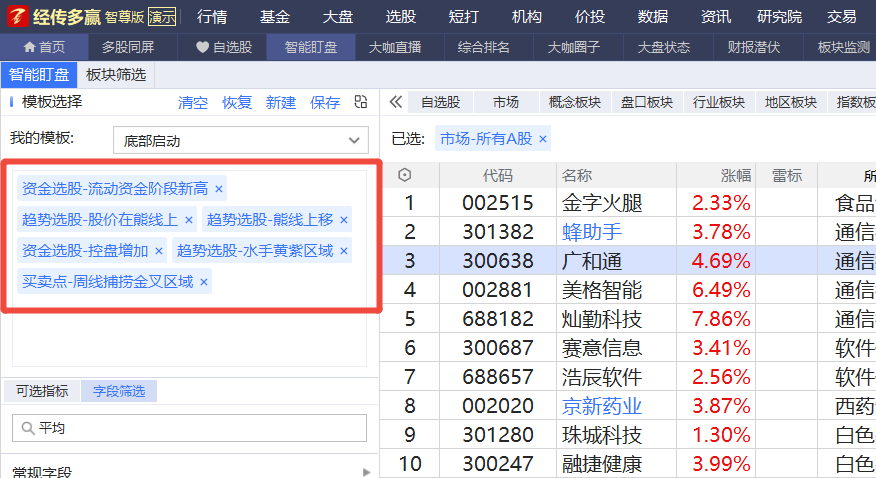 经传多赢 智尊版 演示 行情 基金 大盘 选股 短打 机构 价投 数据 资讯 研究院 交易
首页 多股同屏 自选股 智能盯盘 大咖直播 综合排名 大咖圈子 大盘状态 财报潜伏 板块监测
智能盯盘 板块筛选
模板选择 清空 恢复 新建 保存
自选股 市场 概念板块 盘口板块 行业板块 地区板块 指数板
我的模板: 底部启动
已选: 市场-所有A股 ×
资金选股-流动资金阶段新高 ×
趋势选股-股价在熊线上 × 趋势选股-熊线上移 ×
资金选股-控盘增加 × 趋势选股-水手黄紫区域 ×
买卖点-周线捕捞金叉区域 ×
可选指标 字段筛选
平均
常规字段
代码 名称 涨幅 雷标 所
1 002515 金字火腿 2.33% 食品
2 301382 蜂助手 3.78% 通信
3 300638 广和通 4.69% 通信
4 002881 美格智能 6.49% 通信
5 688182 灿勤科技 7.86% 通信
6 300687 赛意信息 3.41% 软件
7 688657 浩辰软件 2.56% 软件
8 002020 京新药业 3.87% 西药
9 301280 珠城科技 1.30% 白色
10 300247 融捷健康 3.99% 白色